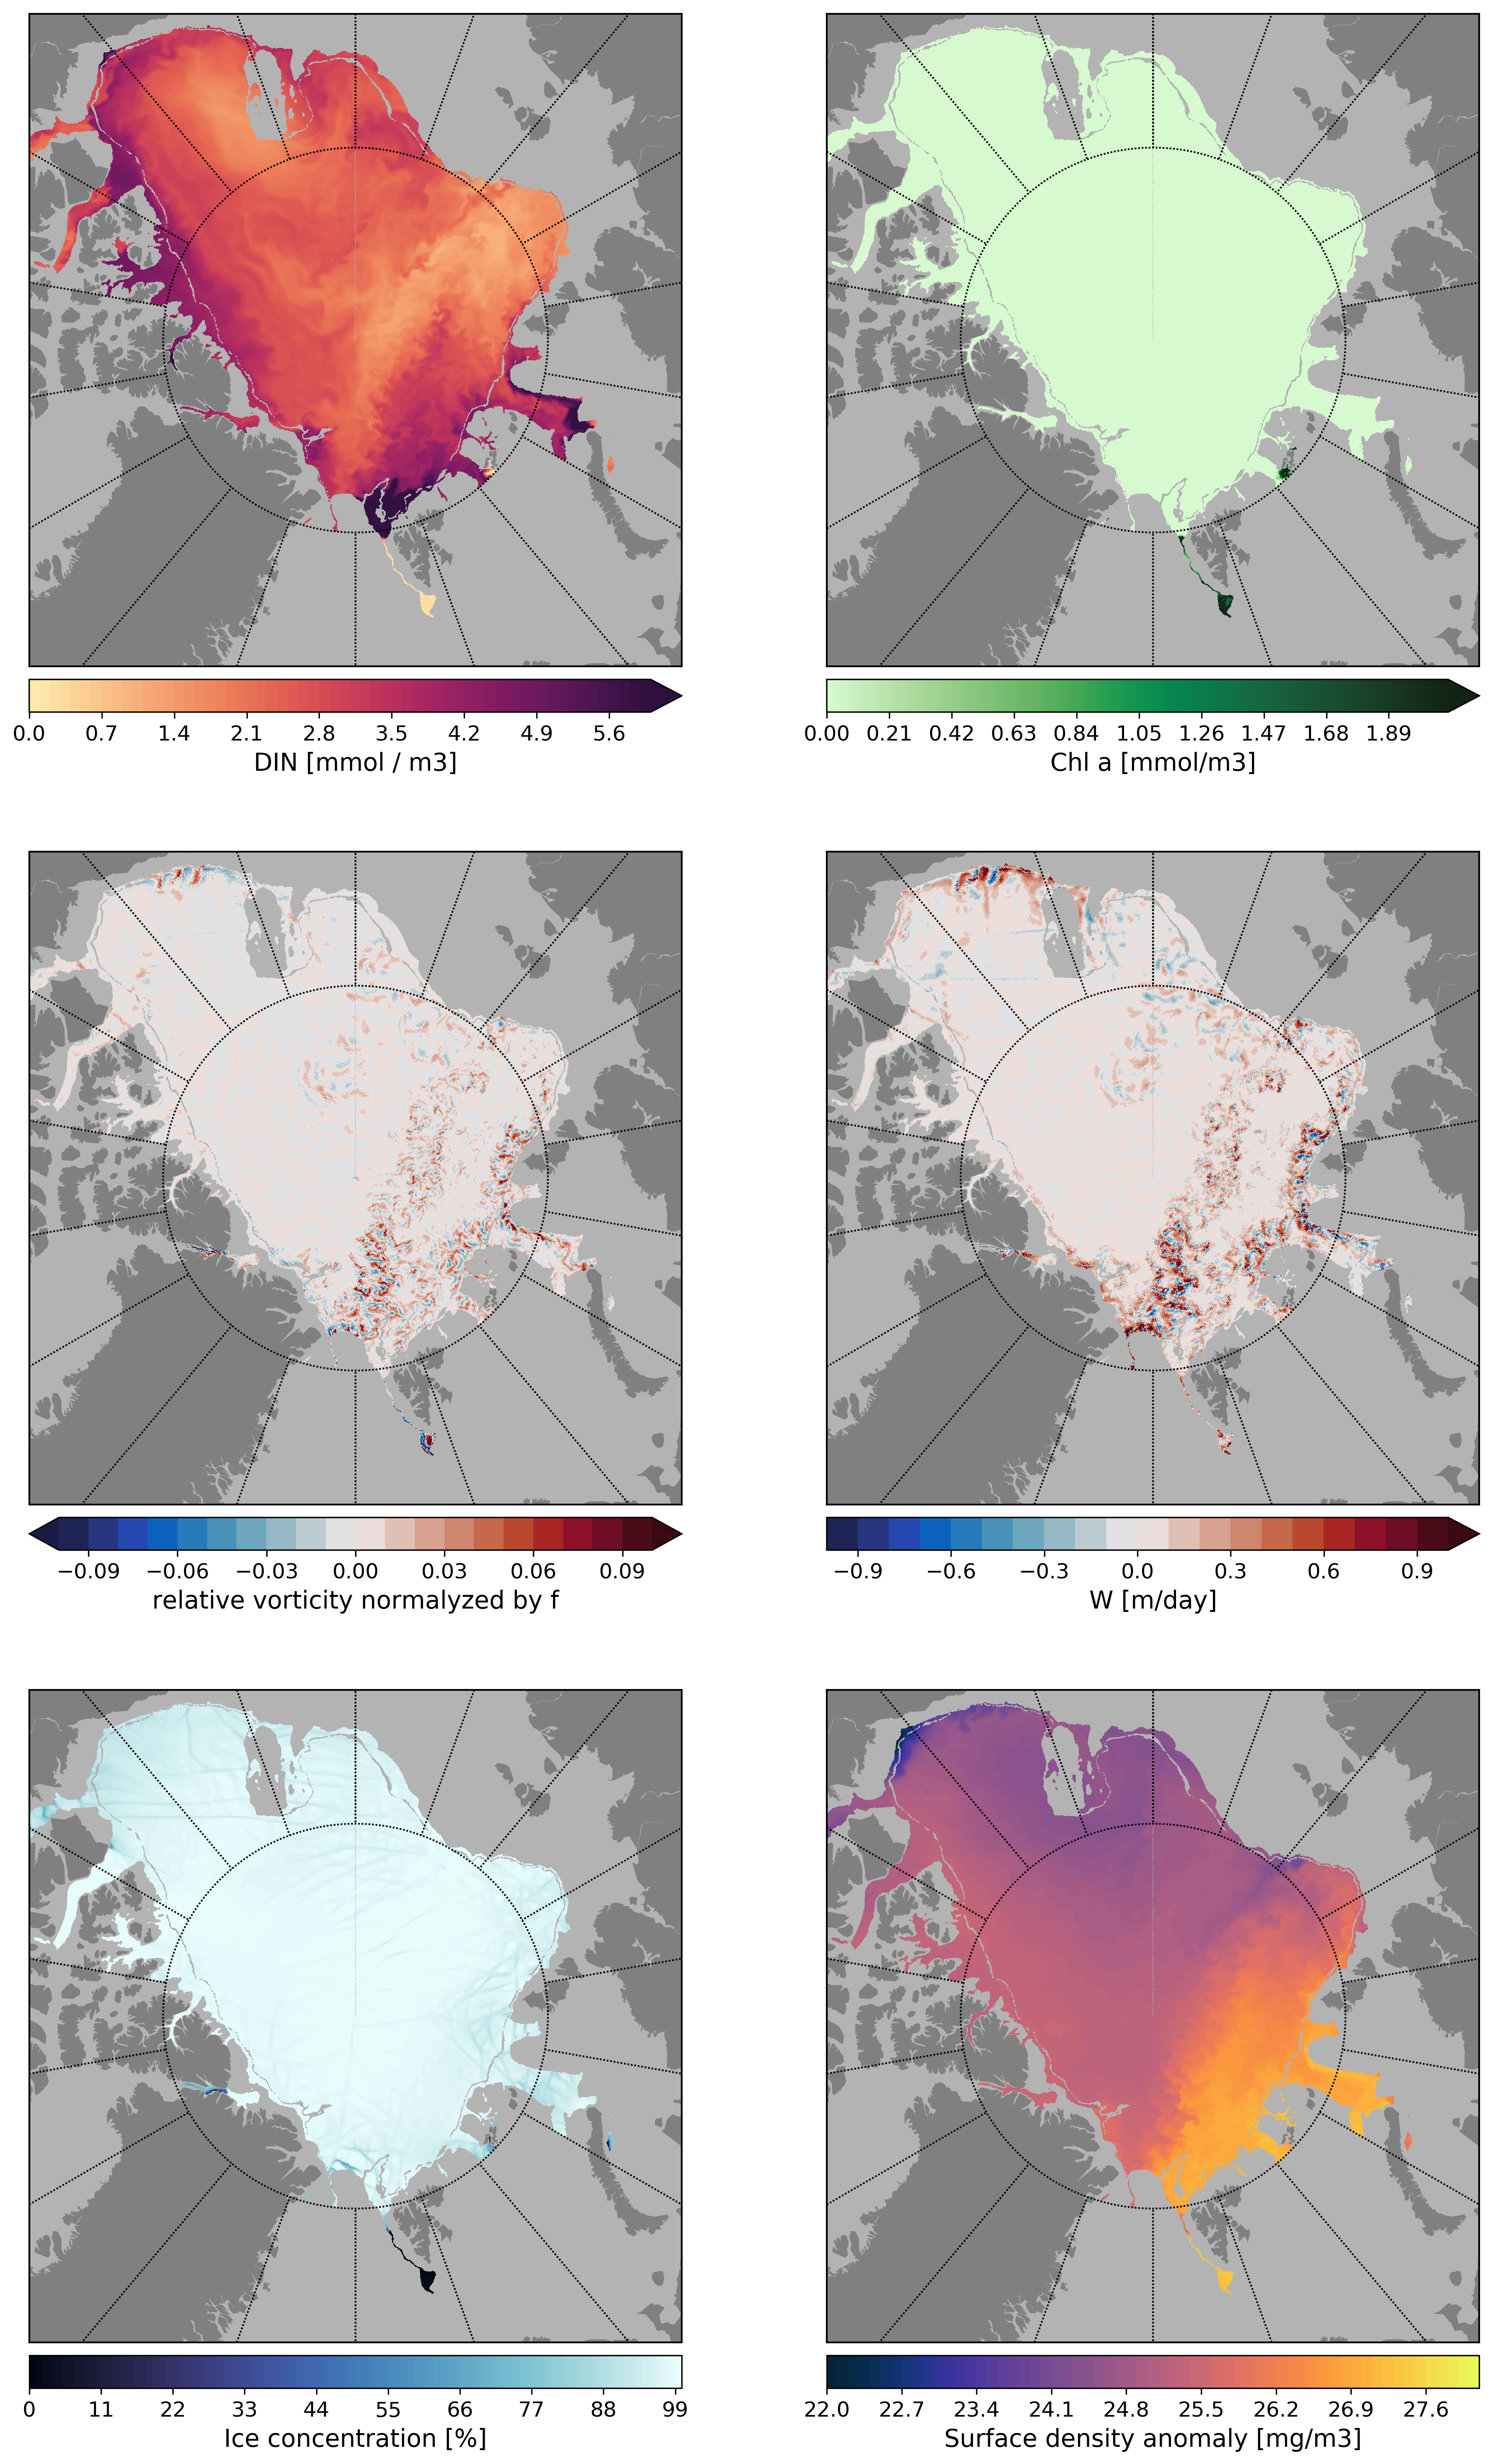 0.0 0.7 1.4 2.1 2.8 3.5 4.2 4.9 5.6
DIN [mmol / m3]
0.00 0.21 0.42 0.63 0.84 1.05 1.26 1.47 1.68 1.89
Chl a [mmol/m3]
−0.09 −0.06 −0.03 0.00 0.03 0.06 0.09
relative vorticity normalyzed by f
−0.9 −0.6 −0.3 0.0 0.3 0.6 0.9
W [m/day]
0 11 22 33 44 55 66 77 88 99
Ice concentration [%]
22.0 22.7 23.4 24.1 24.8 25.5 26.2 26.9 27.6
Surface density anomaly [mg/m3]